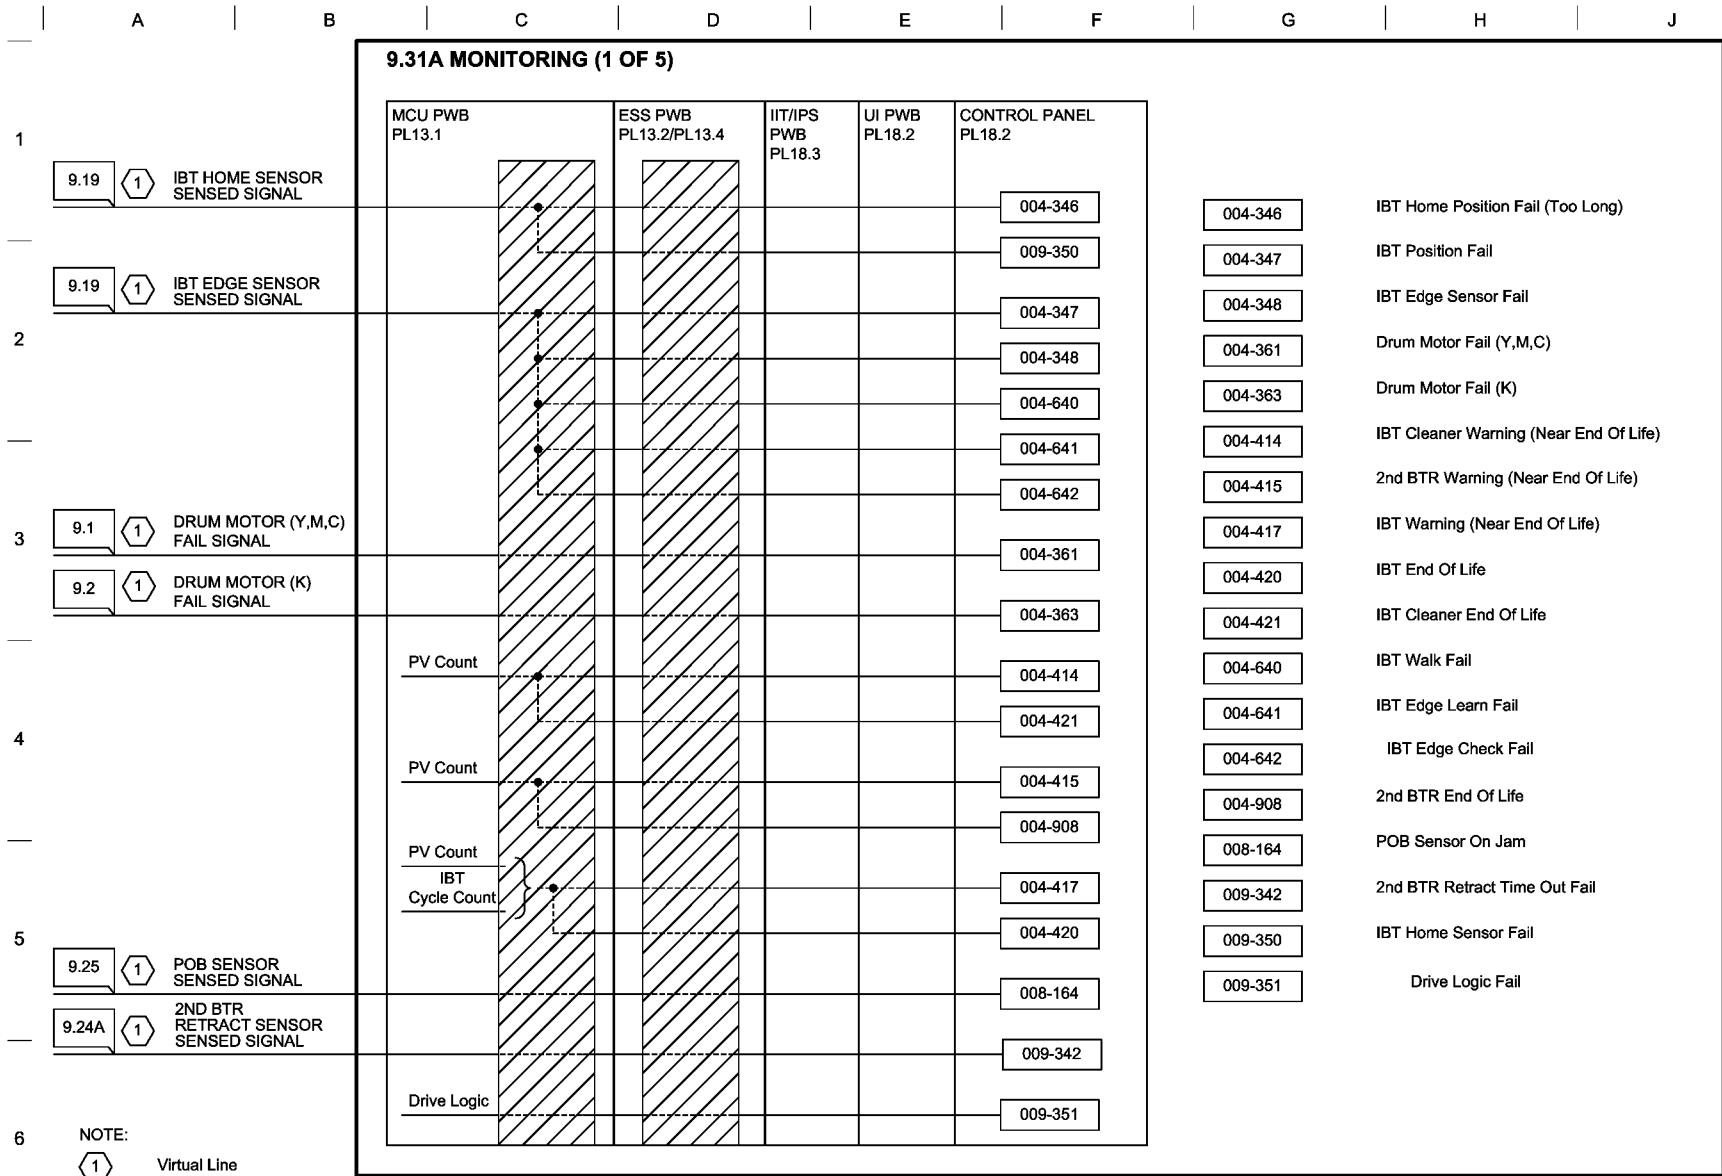 A B C D E F G H J
9.31A MONITORING (1 OF 5)
MCU PWB
PL13.1
ESS PWB
PL13.2/PL13.4
IIT/IPS
PWB
PL18.3
UI PWB
PL18.2
CONTROL PANEL
PL18.2
1
9.19 1 IBT HOME SENSOR
SENSED SIGNAL
004-346
009-350
9.19 1 IBT EDGE SENSOR
SENSED SIGNAL
004-347
2
004-348
004-640
004-641
004-642
3
9.1 1 DRUM MOTOR (Y,M,C)
FAIL SIGNAL
004-361
9.2 1 DRUM MOTOR (K)
FAIL SIGNAL
004-363
PV Count
004-414
004-421
4
PV Count
004-415
004-908
PV Count
IBT
Cycle Count
004-417
004-420
5
9.25 1 POB SENSOR
SENSED SIGNAL
008-164
9.24A 1 2ND BTR
RETRACT SENSOR
SENSED SIGNAL
009-342
Drive Logic
009-351
6
NOTE:
1 Virtual Line
004-346 IBT Home Position Fail (Too Long)
004-347 IBT Position Fail
004-348 IBT Edge Sensor Fail
004-361 Drum Motor Fail (Y,M,C)
004-363 Drum Motor Fail (K)
004-414 IBT Cleaner Warning (Near End Of Life)
004-415 2nd BTR Warning (Near End Of Life)
004-417 IBT Warning (Near End Of Life)
004-420 IBT End Of Life
004-421 IBT Cleaner End Of Life
004-640 IBT Walk Fail
004-641 IBT Edge Learn Fail
004-642 IBT Edge Check Fail
004-908 2nd BTR End Of Life
008-164 POB Sensor On Jam
009-342 2nd BTR Retract Time Out Fail
009-350 IBT Home Sensor Fail
009-351 Drive Logic Fail